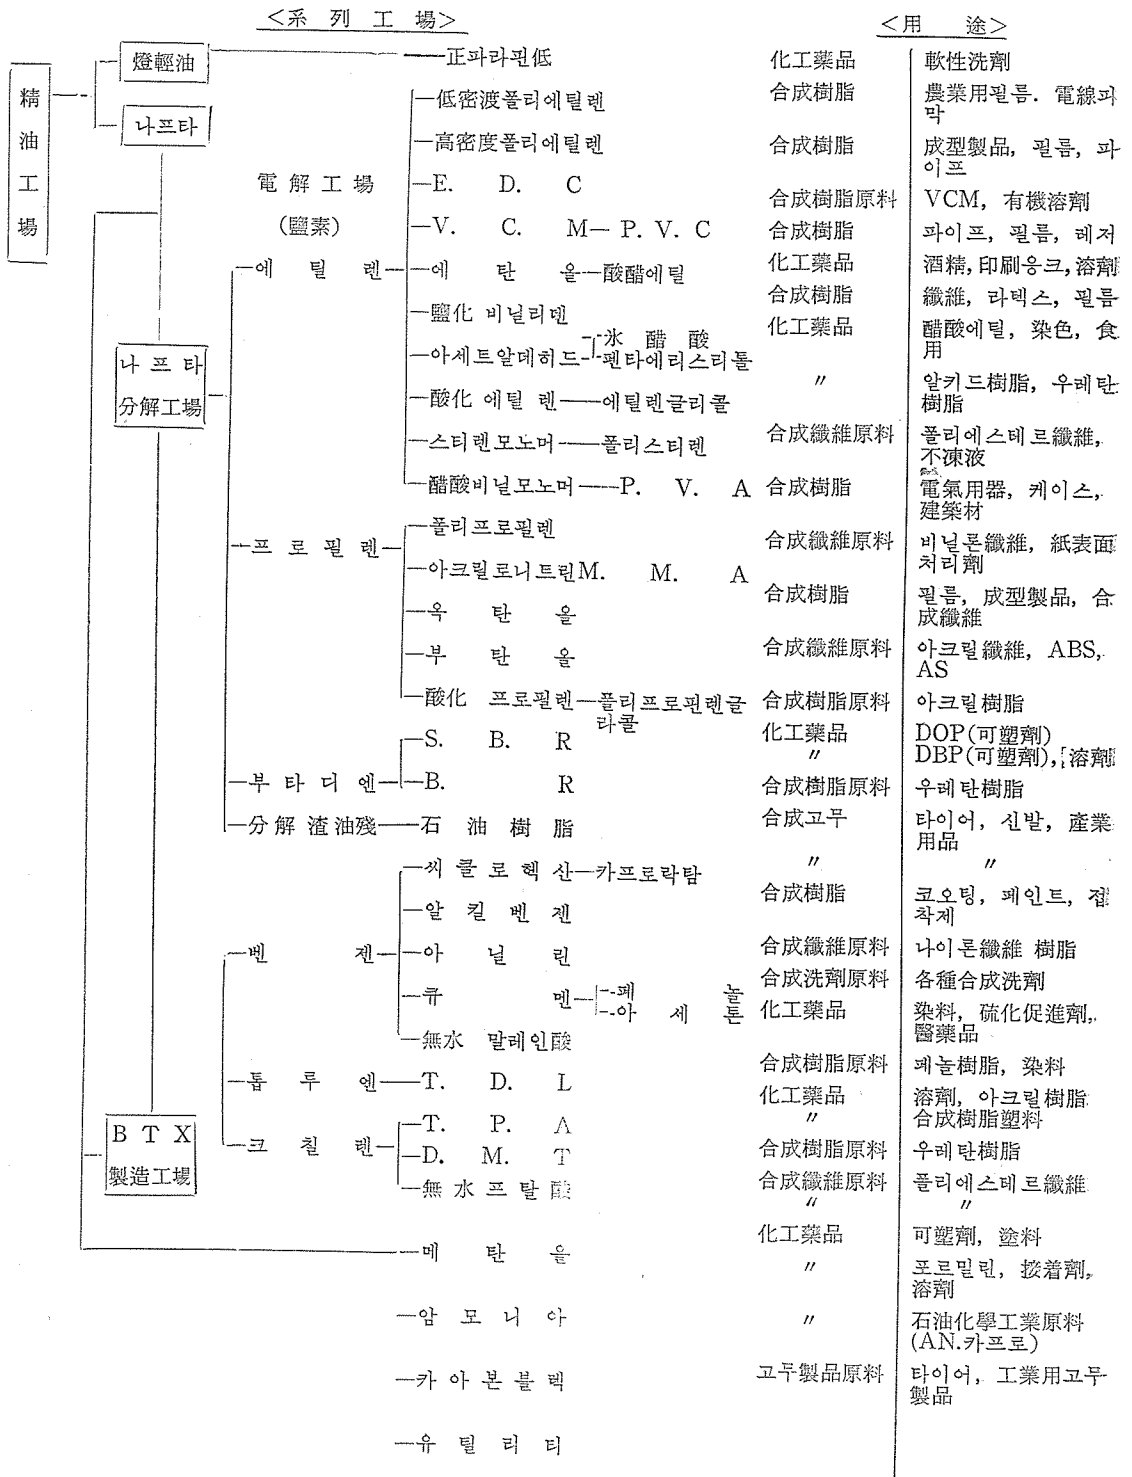 <系列工場>
<用途>
燈輕油 正파라핀低 化工藥品 軟性洗劑
精油工場
나프타
低密渡폴리에틸렌 合成樹脂 農業用필름. 電線피
막
高密度폴리에틸렌 合成樹脂 成型製品, 필름, 파
이프
電解工場 E. D. C 合成樹脂原料 VCM, 有機溶劑
(鹽素) V. C. M— P. V. C 合成樹脂 파이프, 필름, 레저
에틸렌 에탄올—酸醋에틸 化工藥品 酒精, 印刷응크, 溶劑
合成樹脂 纖維, 라텍스, 필름
鹽化 비닐리덴
氷醋酸 化工藥品 醋酸에틸, 染色, 食
用
나프타
아세트알데히드 펜타에리스리톨
〃 알키드樹脂, 우레탄
樹脂
分解工場
酸化 에틸렌——에틸렌글리콜
스티렌모노머——폴리스티렌 合成纖維原料 폴리에스테르纖維,
不凍液
醋酸비닐모노머——P. V. A 合成樹脂 電氣用器, 케이스,
建築材
폴리프로필렌
프로필렌 合成纖維原料 비닐론纖維, 紙表面
처리劑
아크릴로니트린M. M. A
合成樹脂 필름, 成型製品, 合
成纖維
옥탄올
부탄올 合成纖維原料 아크릴纖維, ABS,
AS
酸化 프로필렌—폴리프로핀렌글
리콜
合成樹脂原料 아크릴樹脂
S. B. R 化工藥品 DOP(可塑劑)
〃 DBP(可塑劑), [溶劑
부타디엔 B. R 合成樹脂原料 우레탄樹脂
分解渣油殘——石油樹脂 合成고무 타이어, 신발, 産業
用品
씨클로헥산—카프로락탐 〃 〃
合成樹脂 코오팅, 페인트, 접
착제
알킬벤젠
벤젠 아닐린 合成纖維原料 나이론纖維 樹脂
合成洗劑原料 各種合成洗劑
큐멘 페놀
아세톤 化工藥品 染料, 硫化促進劑,
醫藥品
無水 말레인酸
合成樹脂原料 페놀樹脂, 染料
톱루엔——T. D. L 化工藥品 溶劑, 아크릴樹脂
〃 合成樹脂塑料
T. P. A
BTX
크칠렌 合成樹脂原料 우레탄樹脂
D. M. T
製造工場
無水프탈酸 合成纖維原料 폴리에스테르纖維
〃 〃
메탄올 化工藥品 可塑劑, 塗料
〃 포르밀린, 接着劑,
溶劑
암모니아 〃 石油化學工業原料
(AN.카프로)
카아본블랙 고무製品原料 타이어, 工業用고무
製品
유틸리티